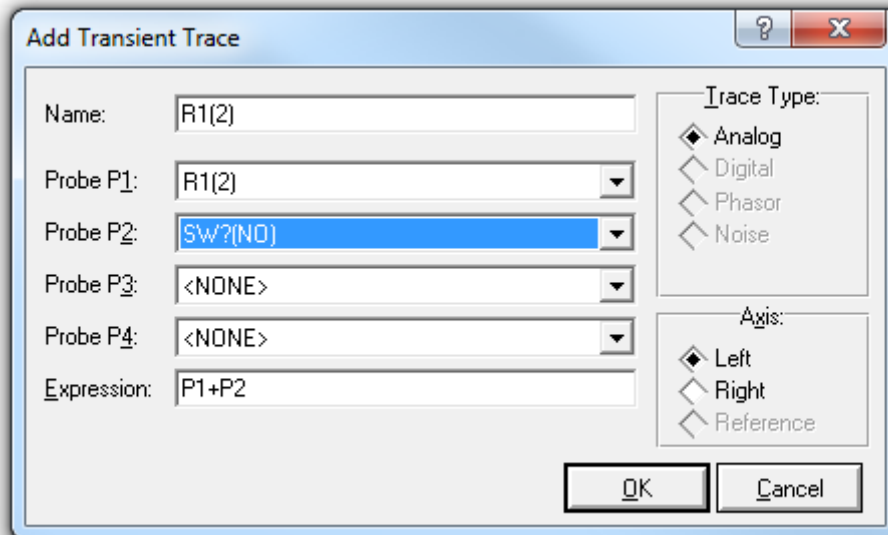 Add Transient Trace
Name: R1(2)
Probe P1: R1(2)
Probe P2: SW?(NO)
Probe P3: <NONE>
Probe P4: <NONE>
Expression: P1+P2
Trace Type:
Analog
Digital
Phasor
Noise
Axis:
Left
Right
Reference
OK Cancel